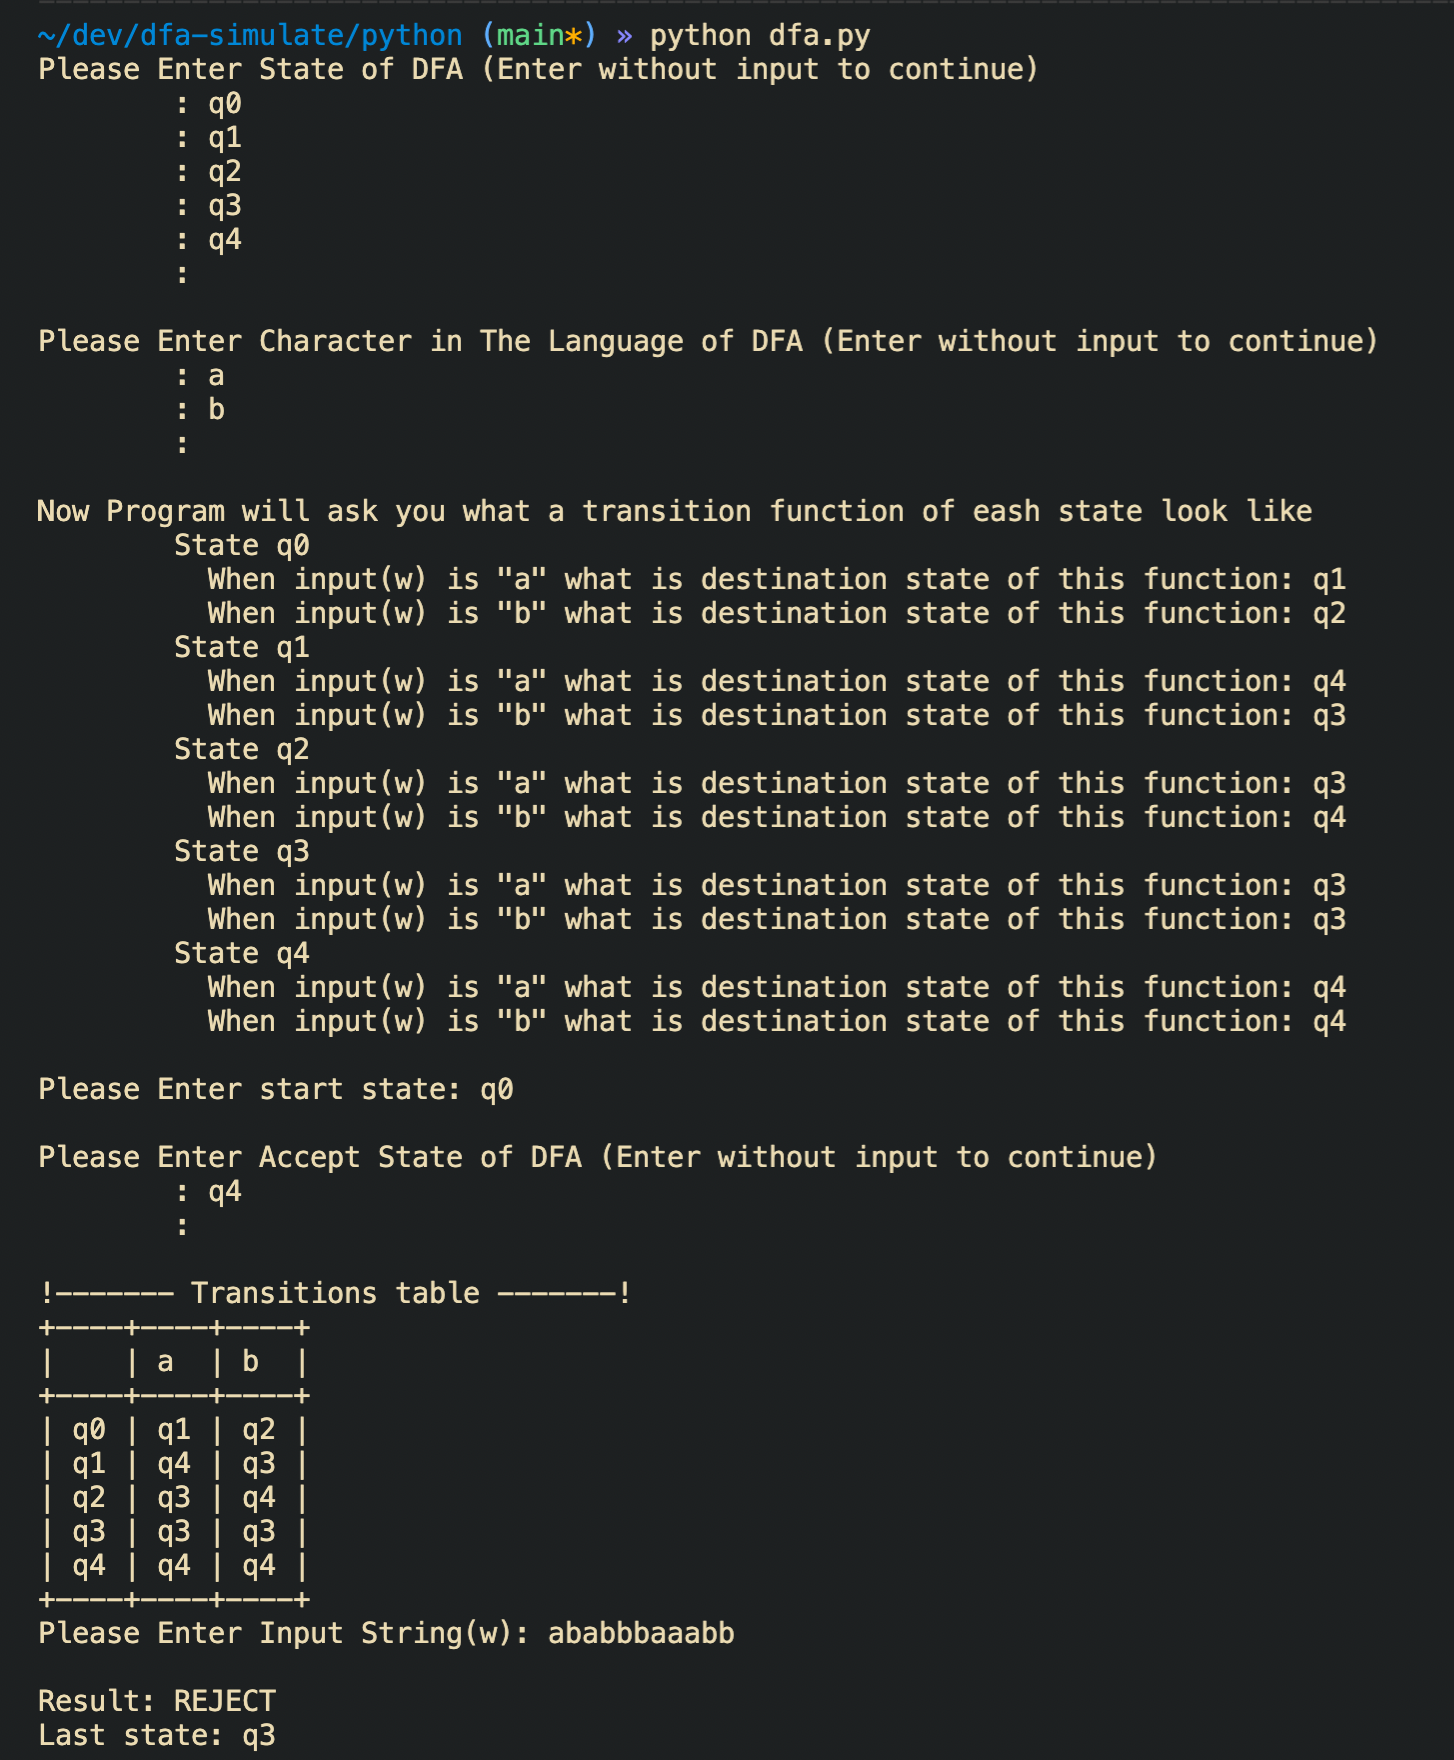 ~/dev/dfa-simulate/python (main*) » python dfa.py
Please Enter State of DFA (Enter without input to continue)
        : q0
        : q1
        : q2
        : q3
        : q4
        :

Please Enter Character in The Language of DFA (Enter without input to continue)
        : a
        : b
        :

Now Program will ask you what a transition function of eash state look like
        State q0
          When input(w) is "a" what is destination state of this function: q1
          When input(w) is "b" what is destination state of this function: q2
        State q1
          When input(w) is "a" what is destination state of this function: q4
          When input(w) is "b" what is destination state of this function: q3
        State q2
          When input(w) is "a" what is destination state of this function: q3
          When input(w) is "b" what is destination state of this function: q4
        State q3
          When input(w) is "a" what is destination state of this function: q3
          When input(w) is "b" what is destination state of this function: q3
        State q4
          When input(w) is "a" what is destination state of this function: q4
          When input(w) is "b" what is destination state of this function: q4

Please Enter start state: q0

Please Enter Accept State of DFA (Enter without input to continue)
        : q4
        :

!------- Transitions table -------!
+----+----+----+
|    | a  | b  |
+----+----+----+
| q0 | q1 | q2 |
| q1 | q4 | q3 |
| q2 | q3 | q4 |
| q3 | q3 | q3 |
| q4 | q4 | q4 |
+----+----+----+
Please Enter Input String(w): ababbbaaabb

Result: REJECT
Last state: q3